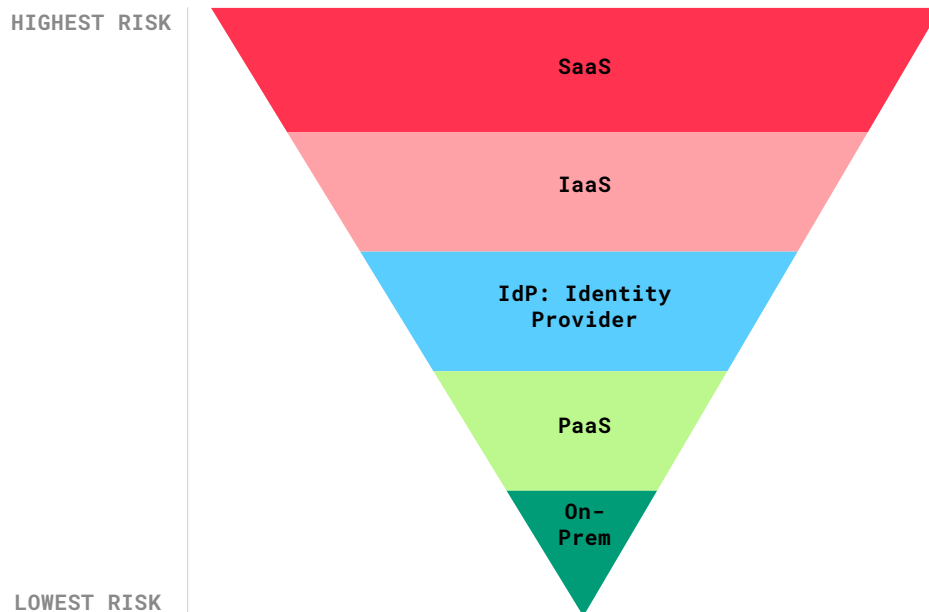 HIGHEST RISK
SaaS
IaaS
IdP: Identity
Provider
PaaS
On-
Prem
LOWEST RISK